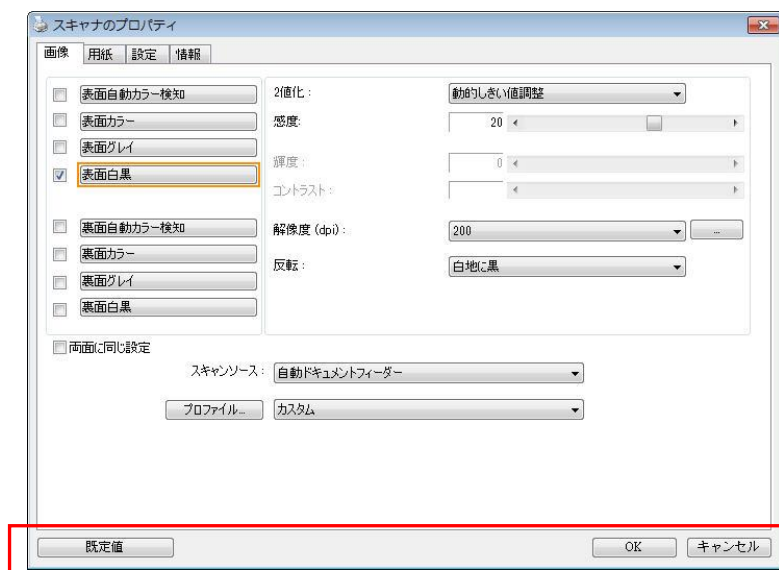 スキャナのプロパティ
画像 用紙 設定 情報
表面自動カラー検知 2値化: 動的しきい値調整
表面カラー 感度: 20
表面グレイ
輝度: 0
表面白黒
コントラスト:
裏面自動カラー検知 解像度 (dpi): 200 ...
裏面カラー
反転: 白地に黒
裏面グレイ
裏面白黒
両面に同じ設定
スキャンソース: 自動ドキュメントフィーダー
プロファイル... カスタム
既定値 OK キャンセル